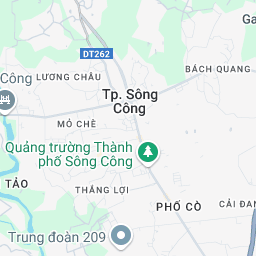 Ga
DT262
BÁCH QUANG
LƯƠNG CHÂU
Công
Tp. Sông
Công
MỎ CHÈ
Quảng trường Thành
phố Sông Công
TẢO
THẮNG LỢI
PHỐ CÒ
CẢI ĐAN
Trung đoàn 209